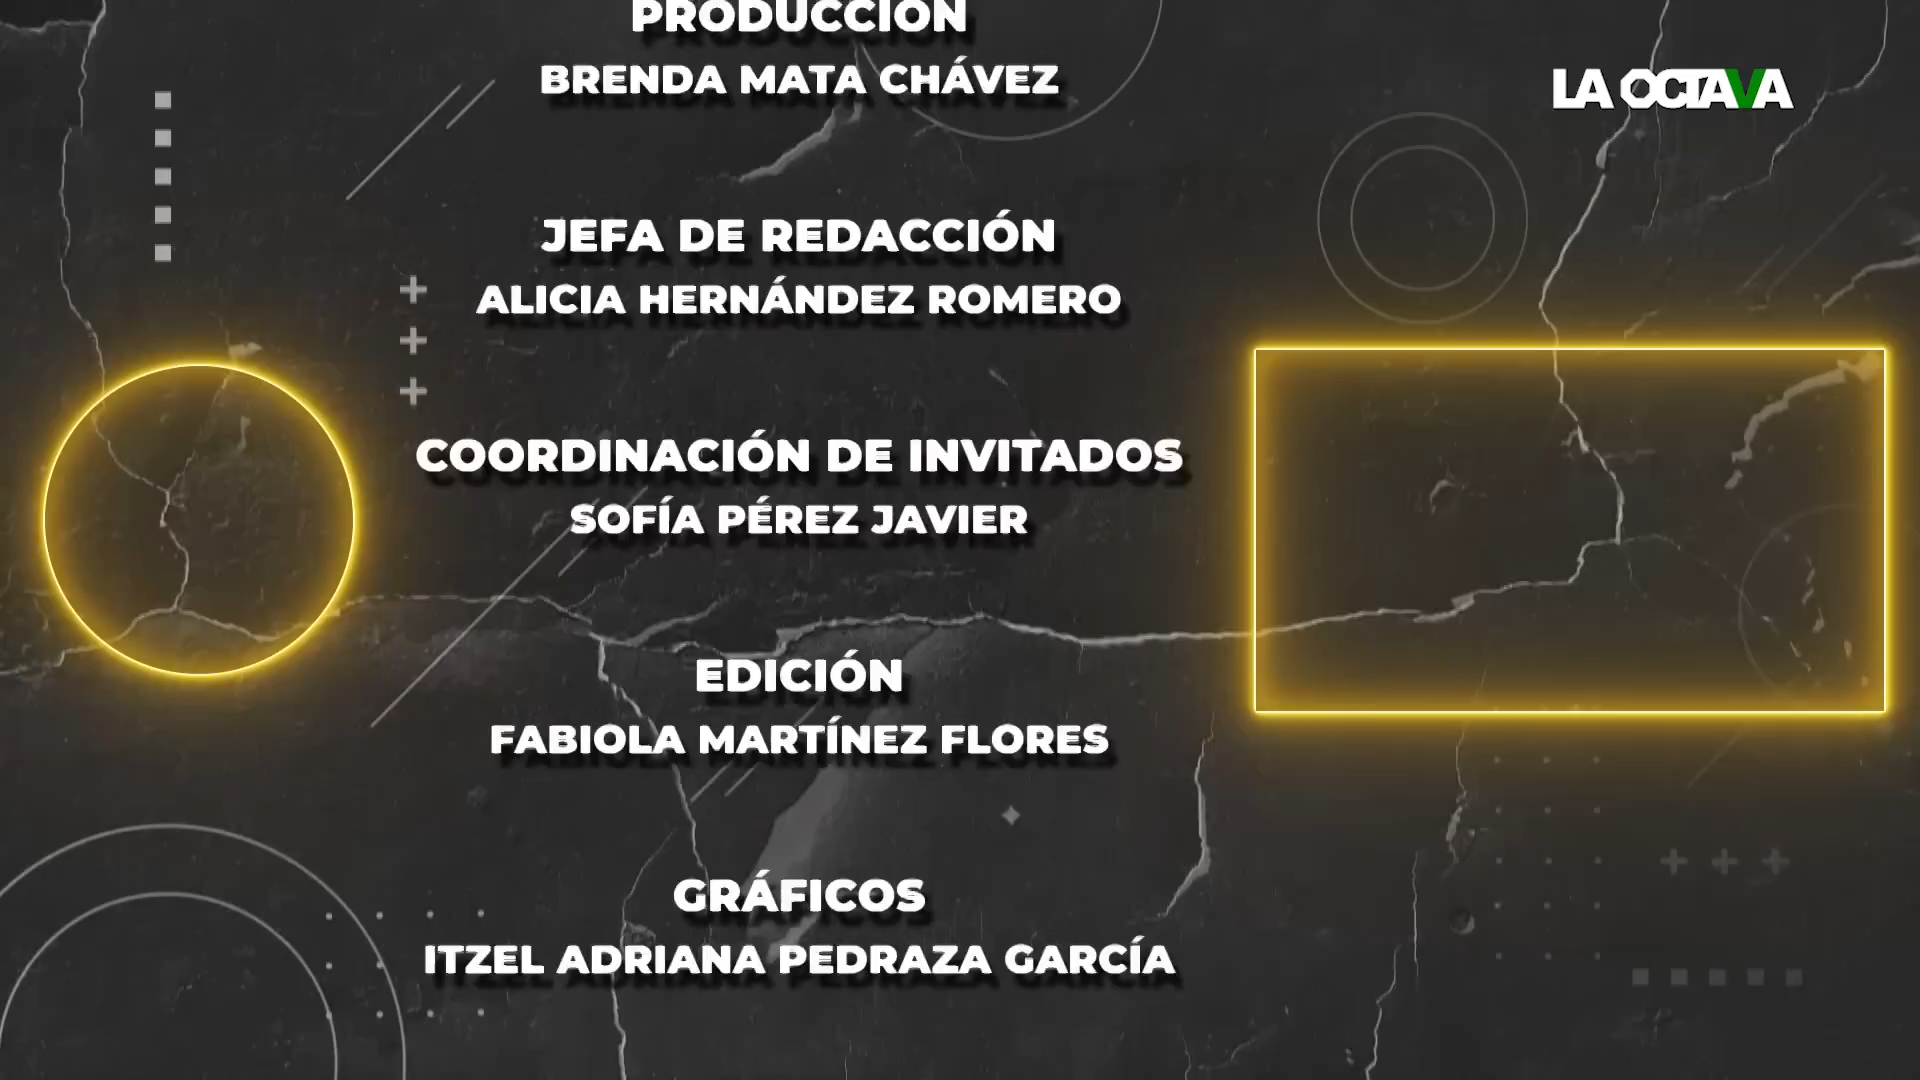 PRODUCCIÓN
BRENDA MATA CHÁVEZ
LA OCTAVA
JEFA DE REDACCIÓN
ALICIA HERNÁNDEZ ROMERO
COORDINACIÓN DE INVITADOS
SOFÍA PÉREZ JAVIER
EDICIÓN
FABIOLA MARTÍNEZ FLORES
GRÁFICOS
ITZEL ADRIANA PEDRAZA GARCÍA